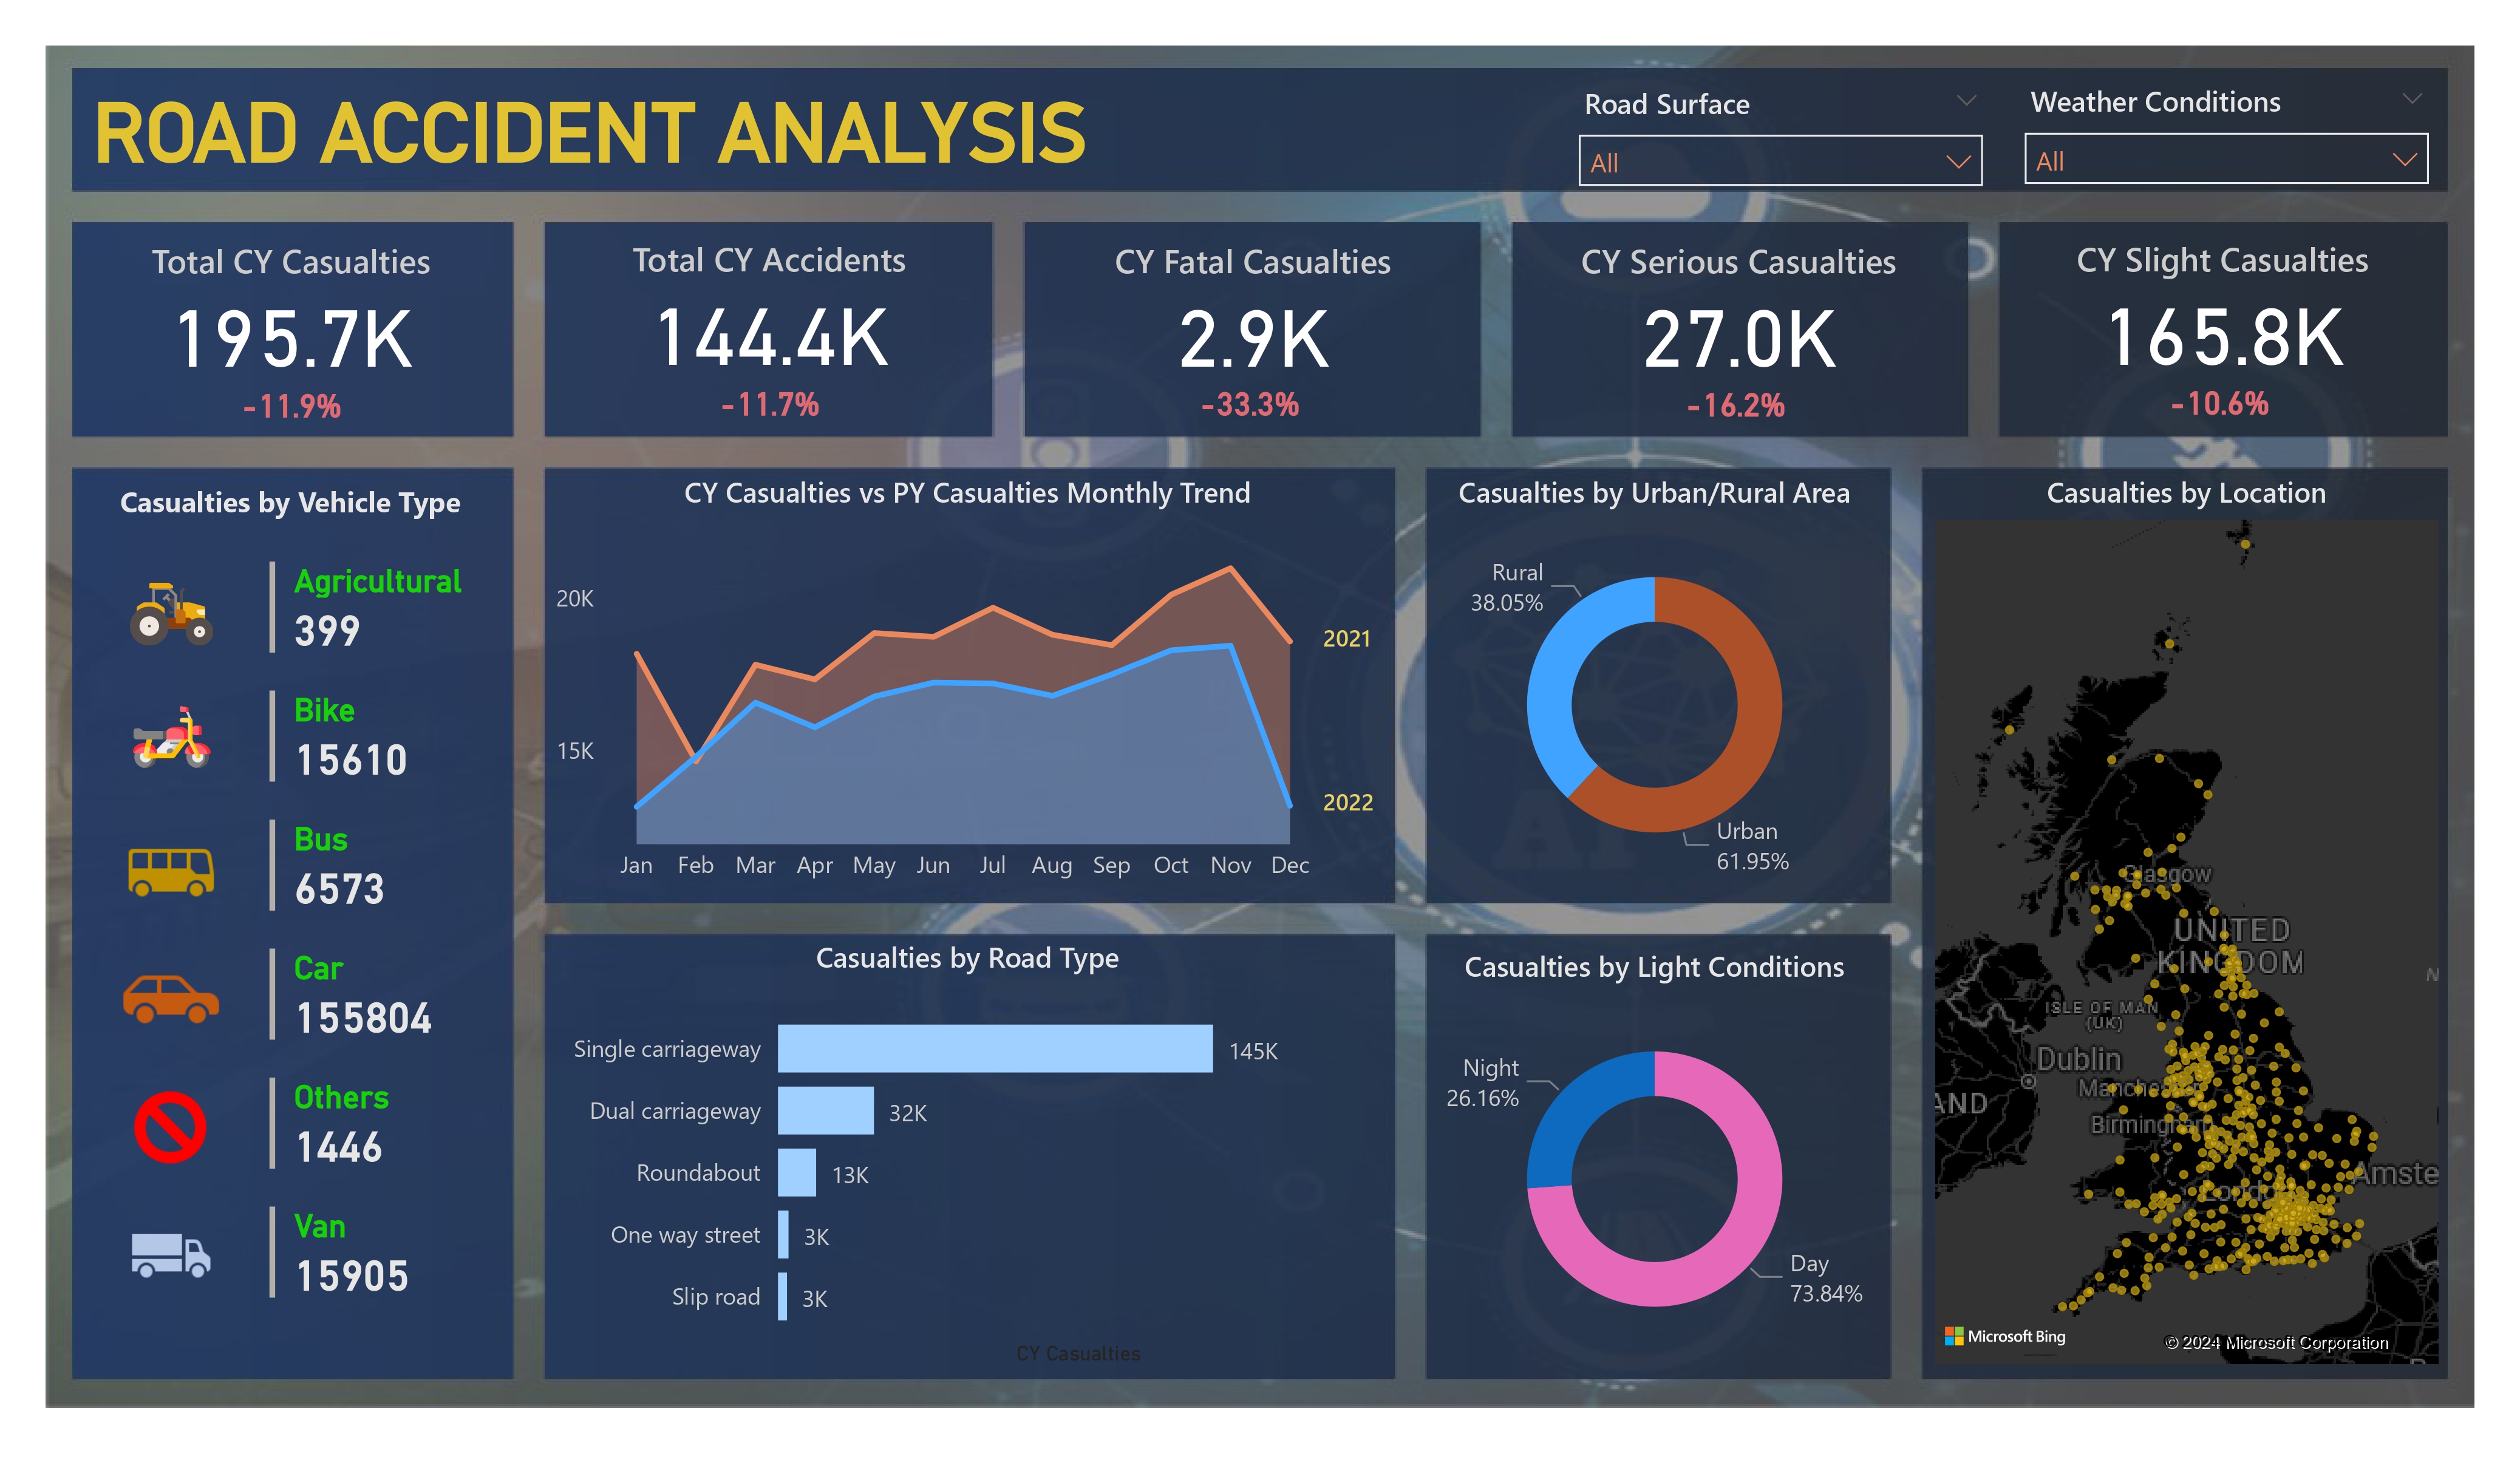 ROAD ACCIDENT ANALYSIS
Road Surface
All
Weather Conditions
All
Total CY Casualties
195.7K
-11.9%
Total CY Accidents
144.4K
-11.7%
CY Fatal Casualties
2.9K
-33.3%
CY Serious Casualties
27.0K
-16.2%
CY Slight Casualties
165.8K
-10.6%
Casualties by Vehicle Type
Agricultural
399
Bike
15610
Bus
6573
Car
155804
Others
1446
Van
15905
CY Casualties vs PY Casualties Monthly Trend
20K
15K
2021
2022
Jan Feb Mar Apr May Jun Jul Aug Sep Oct Nov Dec
Casualties by Road Type
Single carriageway 145K
Dual carriageway 32K
Roundabout 13K
One way street 3K
Slip road 3K
CY Casualties
Casualties by Urban/Rural Area
Rural
38.05%
Urban
61.95%
Casualties by Light Conditions
Night
26.16%
Day
73.84%
Casualties by Location
Glasgow
UNITED
KINGDOM
N
ISLE OF MAN
(UK)
Dublin
AND
Birmingham
Amste
Microsoft Bing
© 2024 Microsoft Corporation